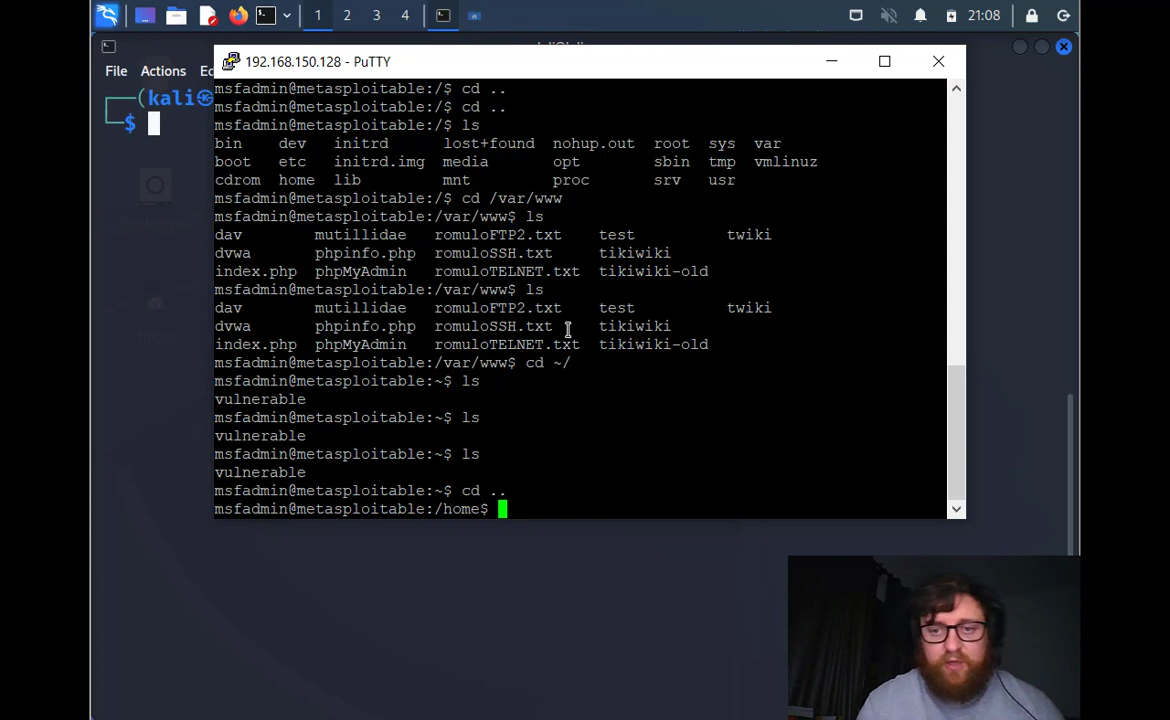 1 2 3 4 21:08
File Actions Ed
(kali
$
192.168.150.128 - PuTTY
msfadmin@metasploitable:/$ cd ..
msfadmin@metasploitable:/$ cd ..
msfadmin@metasploitable:/$ ls
bin dev initrd lost+found nohup.out root sys var
boot etc initrd.img media opt sbin tmp vmlinuz
cdrom home lib mnt proc srv usr
msfadmin@metasploitable:/$ cd /var/www
msfadmin@metasploitable:/var/www$ ls
dav mutillidae romuloFTP2.txt test twiki
dvwa phpinfo.php romuloSSH.txt tikiwiki
index.php phpMyAdmin romuloTELNET.txt tikiwiki-old
msfadmin@metasploitable:/var/www$ ls
dav mutillidae romuloFTP2.txt test twiki
dvwa phpinfo.php romuloSSH.txt tikiwiki
index.php phpMyAdmin romuloTELNET.txt tikiwiki-old
msfadmin@metasploitable:/var/www$ cd ~/
msfadmin@metasploitable:~$ ls
vulnerable
msfadmin@metasploitable:~$ ls
vulnerable
msfadmin@metasploitable:~$ ls
vulnerable
msfadmin@metasploitable:~$ cd ..
msfadmin@metasploitable:/home$